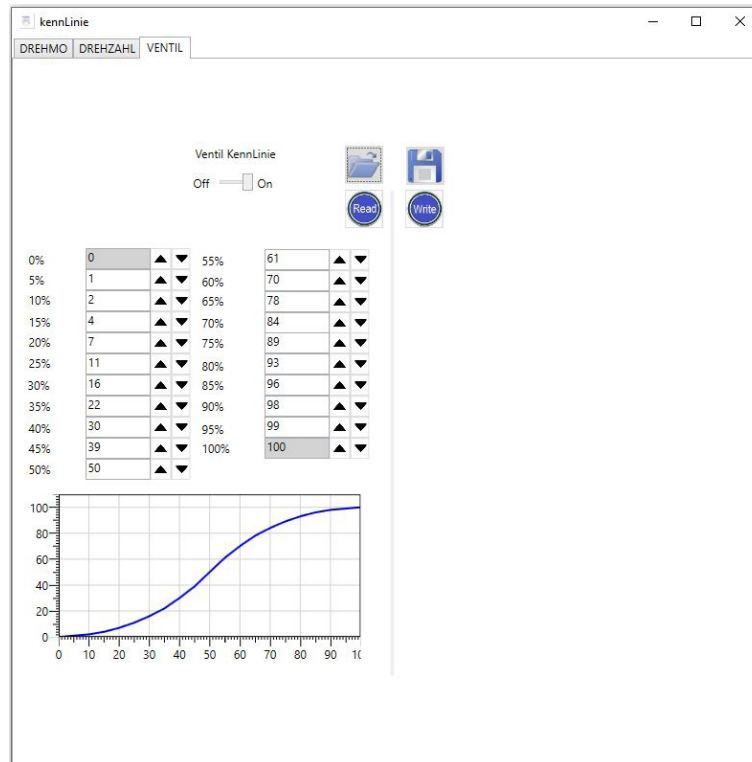 kennLinie
DREHMO DREHZAHL VENTIL
Ventil KennLinie
Off On
Read Write
0% 0 55% 61
5% 1 60% 70
10% 2 65% 78
15% 4 70% 84
20% 7 75% 89
25% 11 80% 93
30% 16 85% 96
35% 22 90% 98
40% 30 95% 99
45% 39 100% 100
50% 50
100
80
60
40
20
0
0 10 20 30 40 50 60 70 80 90 10